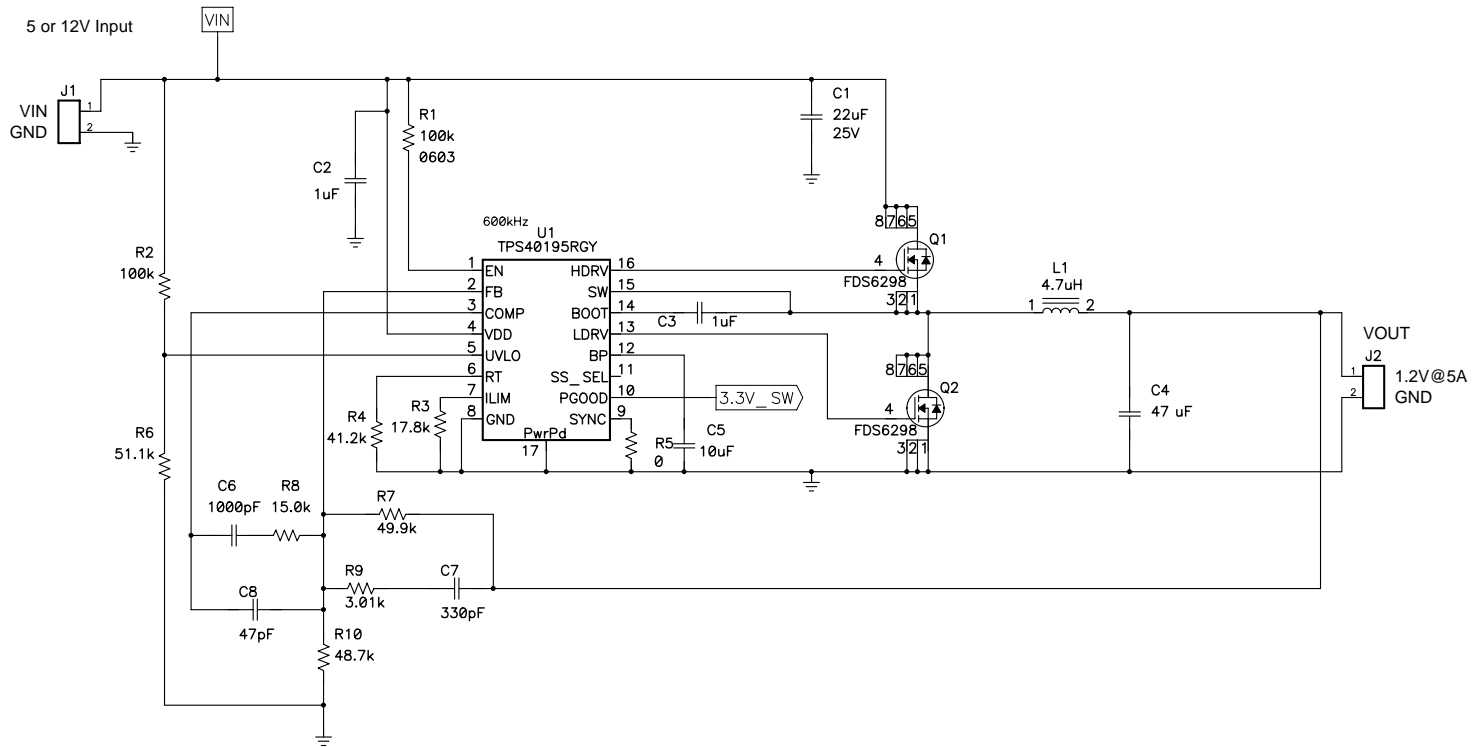 5 or 12V Input
VIN
J1
VIN
GND
1
2
C1
22uF
25V
R1
100k
0603
C2
1uF
R2
100k
600kHz
U1
TPS40195RGY
1 EN
2 FB
3 COMP
4 VDD
5 UVLO
6 RT
7 ILIM
8 GND
HDRV 16
SW 15
BOOT 14
LDRV 13
BP 12
SS_SEL 11
PGOOD 10
SYNC 9
PwrPd
17
8765
4
Q1
FDS6298
321
L1
4.7uH
1 2
C3
1uF
8765
4
Q2
FDS6298
321
VOUT
J2
1
2
1.2V@5A
GND
C4
47 uF
3.3V_SW
R4
41.2k
R3
17.8k
R5
0
C5
10uF
R6
51.1k
C6
1000pF
R8
15.0k
R7
49.9k
R9
3.01k
C7
330pF
C8
47pF
R10
48.7k